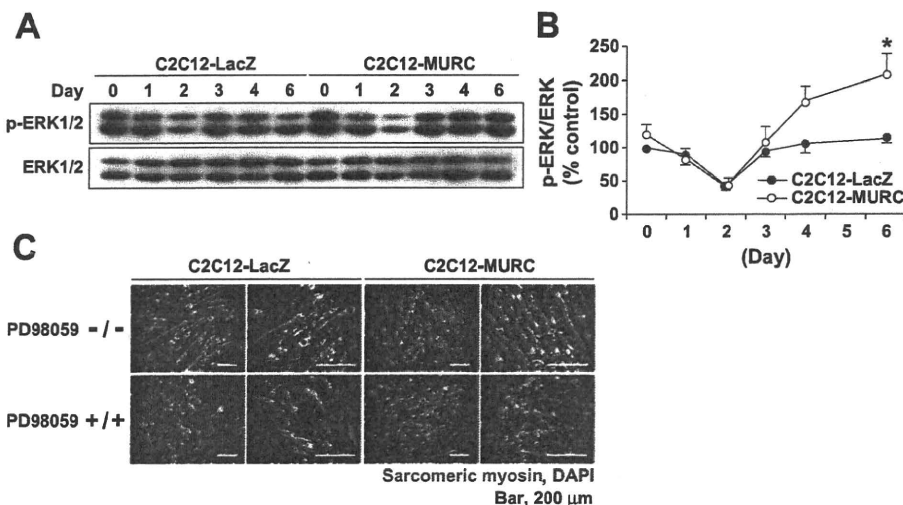 A
C2C12-LacZ C2C12-MURC
Day 0 1 2 3 4 6 0 1 2 3 4 6
p-ERK1/2
ERK1/2
B
p-ERK/ERK
(% control)
250
200
150
100
50
0
*
C2C12-LacZ
C2C12-MURC
0 1 2 3 4 5 6
(Day)
C
C2C12-LacZ C2C12-MURC
PD98059 -/-
PD98059 +/+
Sarcomeric myosin, DAPI
Bar, 200 μm